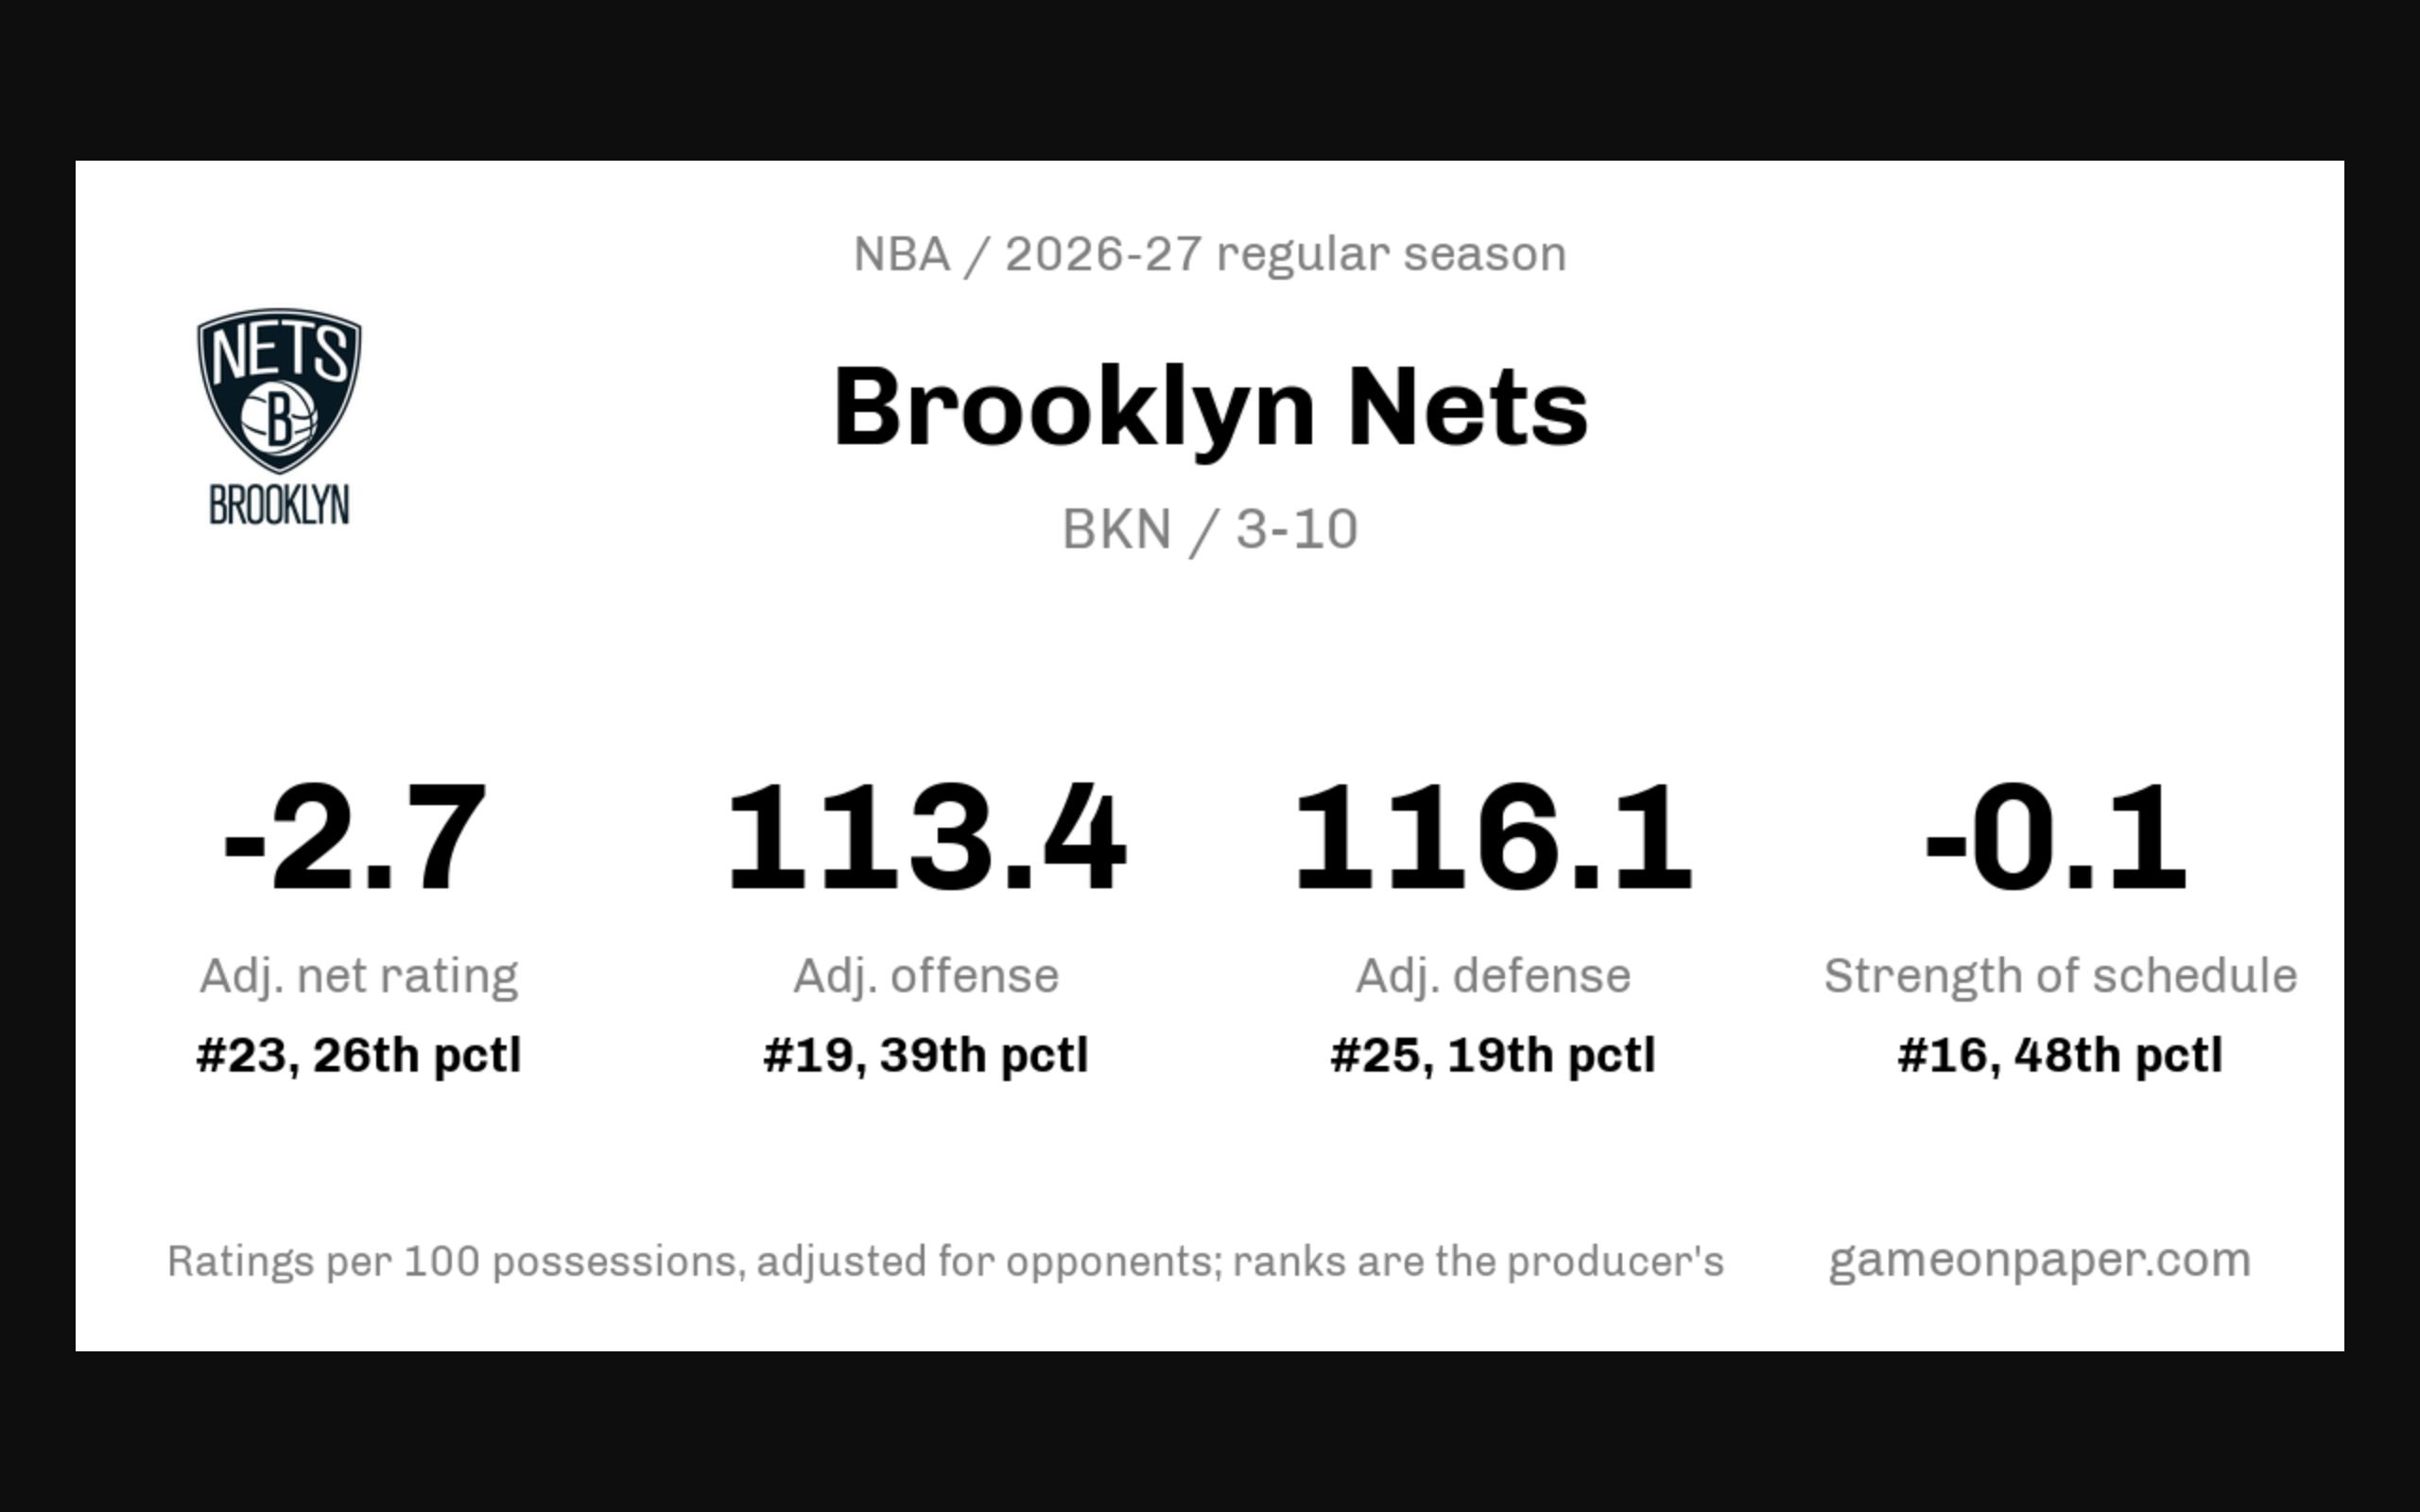 NBA / 2026-27 regular season
NETS
B
BROOKLYN
Brooklyn Nets
BKN / 3-10
-2.7 113.4 116.1 -0.1
Adj. net rating Adj. offense Adj. defense Strength of schedule
#23, 26th pctl #19, 39th pctl #25, 19th pctl #16, 48th pctl
Ratings per 100 possessions, adjusted for opponents; ranks are the producer's gameonpaper.com